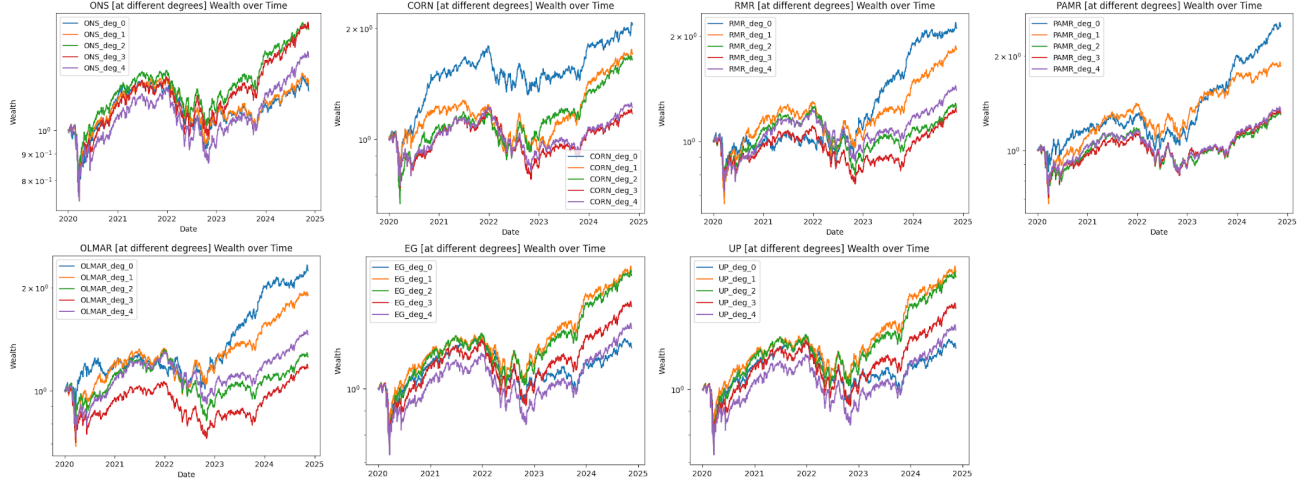 ONS [at different degrees] Wealth over Time
ONS_deg_0
ONS_deg_1
ONS_deg_2
ONS_deg_3
ONS_deg_4
10⁰
9 × 10⁻¹
8 × 10⁻¹
Wealth
2020 2021 2022 2023 2024 2025
Date
CORN [at different degrees] Wealth over Time
2 × 10⁰
10⁰
Wealth
CORN_deg_0
CORN_deg_1
CORN_deg_2
CORN_deg_3
CORN_deg_4
2020 2021 2022 2023 2024 2025
Date
RMR [at different degrees] Wealth over Time
RMR_deg_0
RMR_deg_1
RMR_deg_2
RMR_deg_3
RMR_deg_4
2 × 10⁰
10⁰
Wealth
2020 2021 2022 2023 2024 2025
Date
PAMR [at different degrees] Wealth over Time
PAMR_deg_0
PAMR_deg_1
PAMR_deg_2
PAMR_deg_3
PAMR_deg_4
2 × 10⁰
10⁰
Wealth
2020 2021 2022 2023 2024 2025
Date
OLMAR [at different degrees] Wealth over Time
OLMAR_deg_0
OLMAR_deg_1
OLMAR_deg_2
OLMAR_deg_3
OLMAR_deg_4
2 × 10⁰
10⁰
Wealth
2020 2021 2022 2023 2024 2025
Date
EG [at different degrees] Wealth over Time
EG_deg_0
EG_deg_1
EG_deg_2
EG_deg_3
EG_deg_4
10⁰
Wealth
2020 2021 2022 2023 2024 2025
Date
UP [at different degrees] Wealth over Time
UP_deg_0
UP_deg_1
UP_deg_2
UP_deg_3
UP_deg_4
10⁰
Wealth
2020 2021 2022 2023 2024 2025
Date